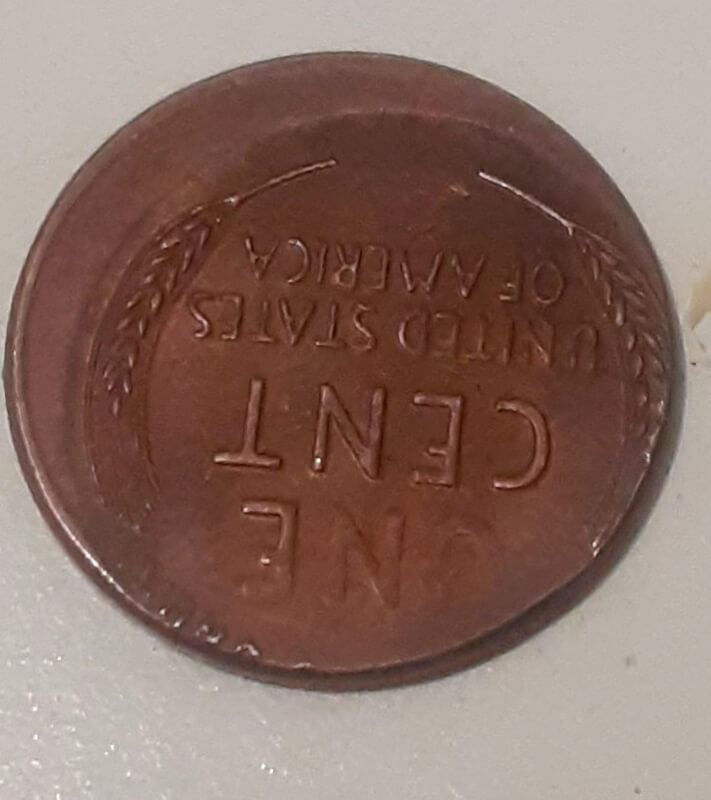 ONE
CENT
UNITED STATES
OF AMERICA